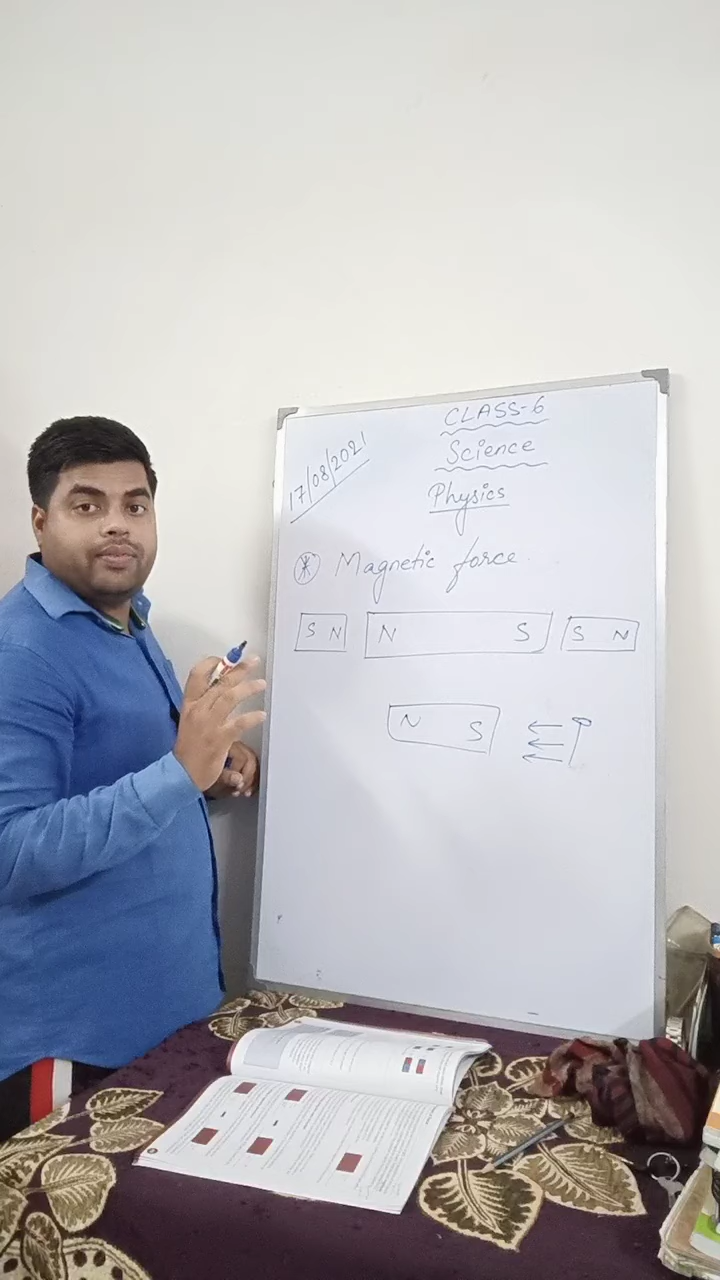 CLASS-6
Science
17/08/2021
Physics
Magnetic force
S N N S S N
N S